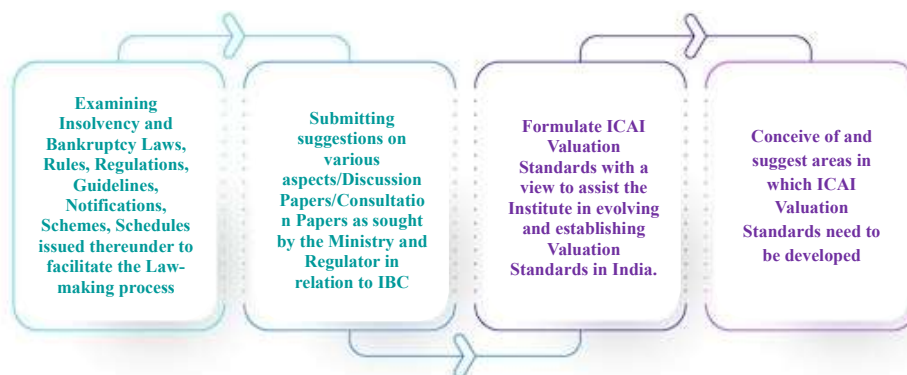 Examining
Insolvency and
Bankruptcy Laws,
Rules, Regulations,
Guidelines,
Notifications,
Schemes, Schedules
issued thereunder to
facilitate the Law-
making process
Submitting
suggestions on
various
aspects/Discussion
Papers/Consultatio
n Papers as sought
by the Ministry and
Regulator in
relation to IBC
Formulate ICAI
Valuation
Standards with a
view to assist the
Institute in evolving
and establishing
Valuation
Standards in India.
Conceive of and
suggest areas in
which ICAI
Valuation
Standards need to
be developed